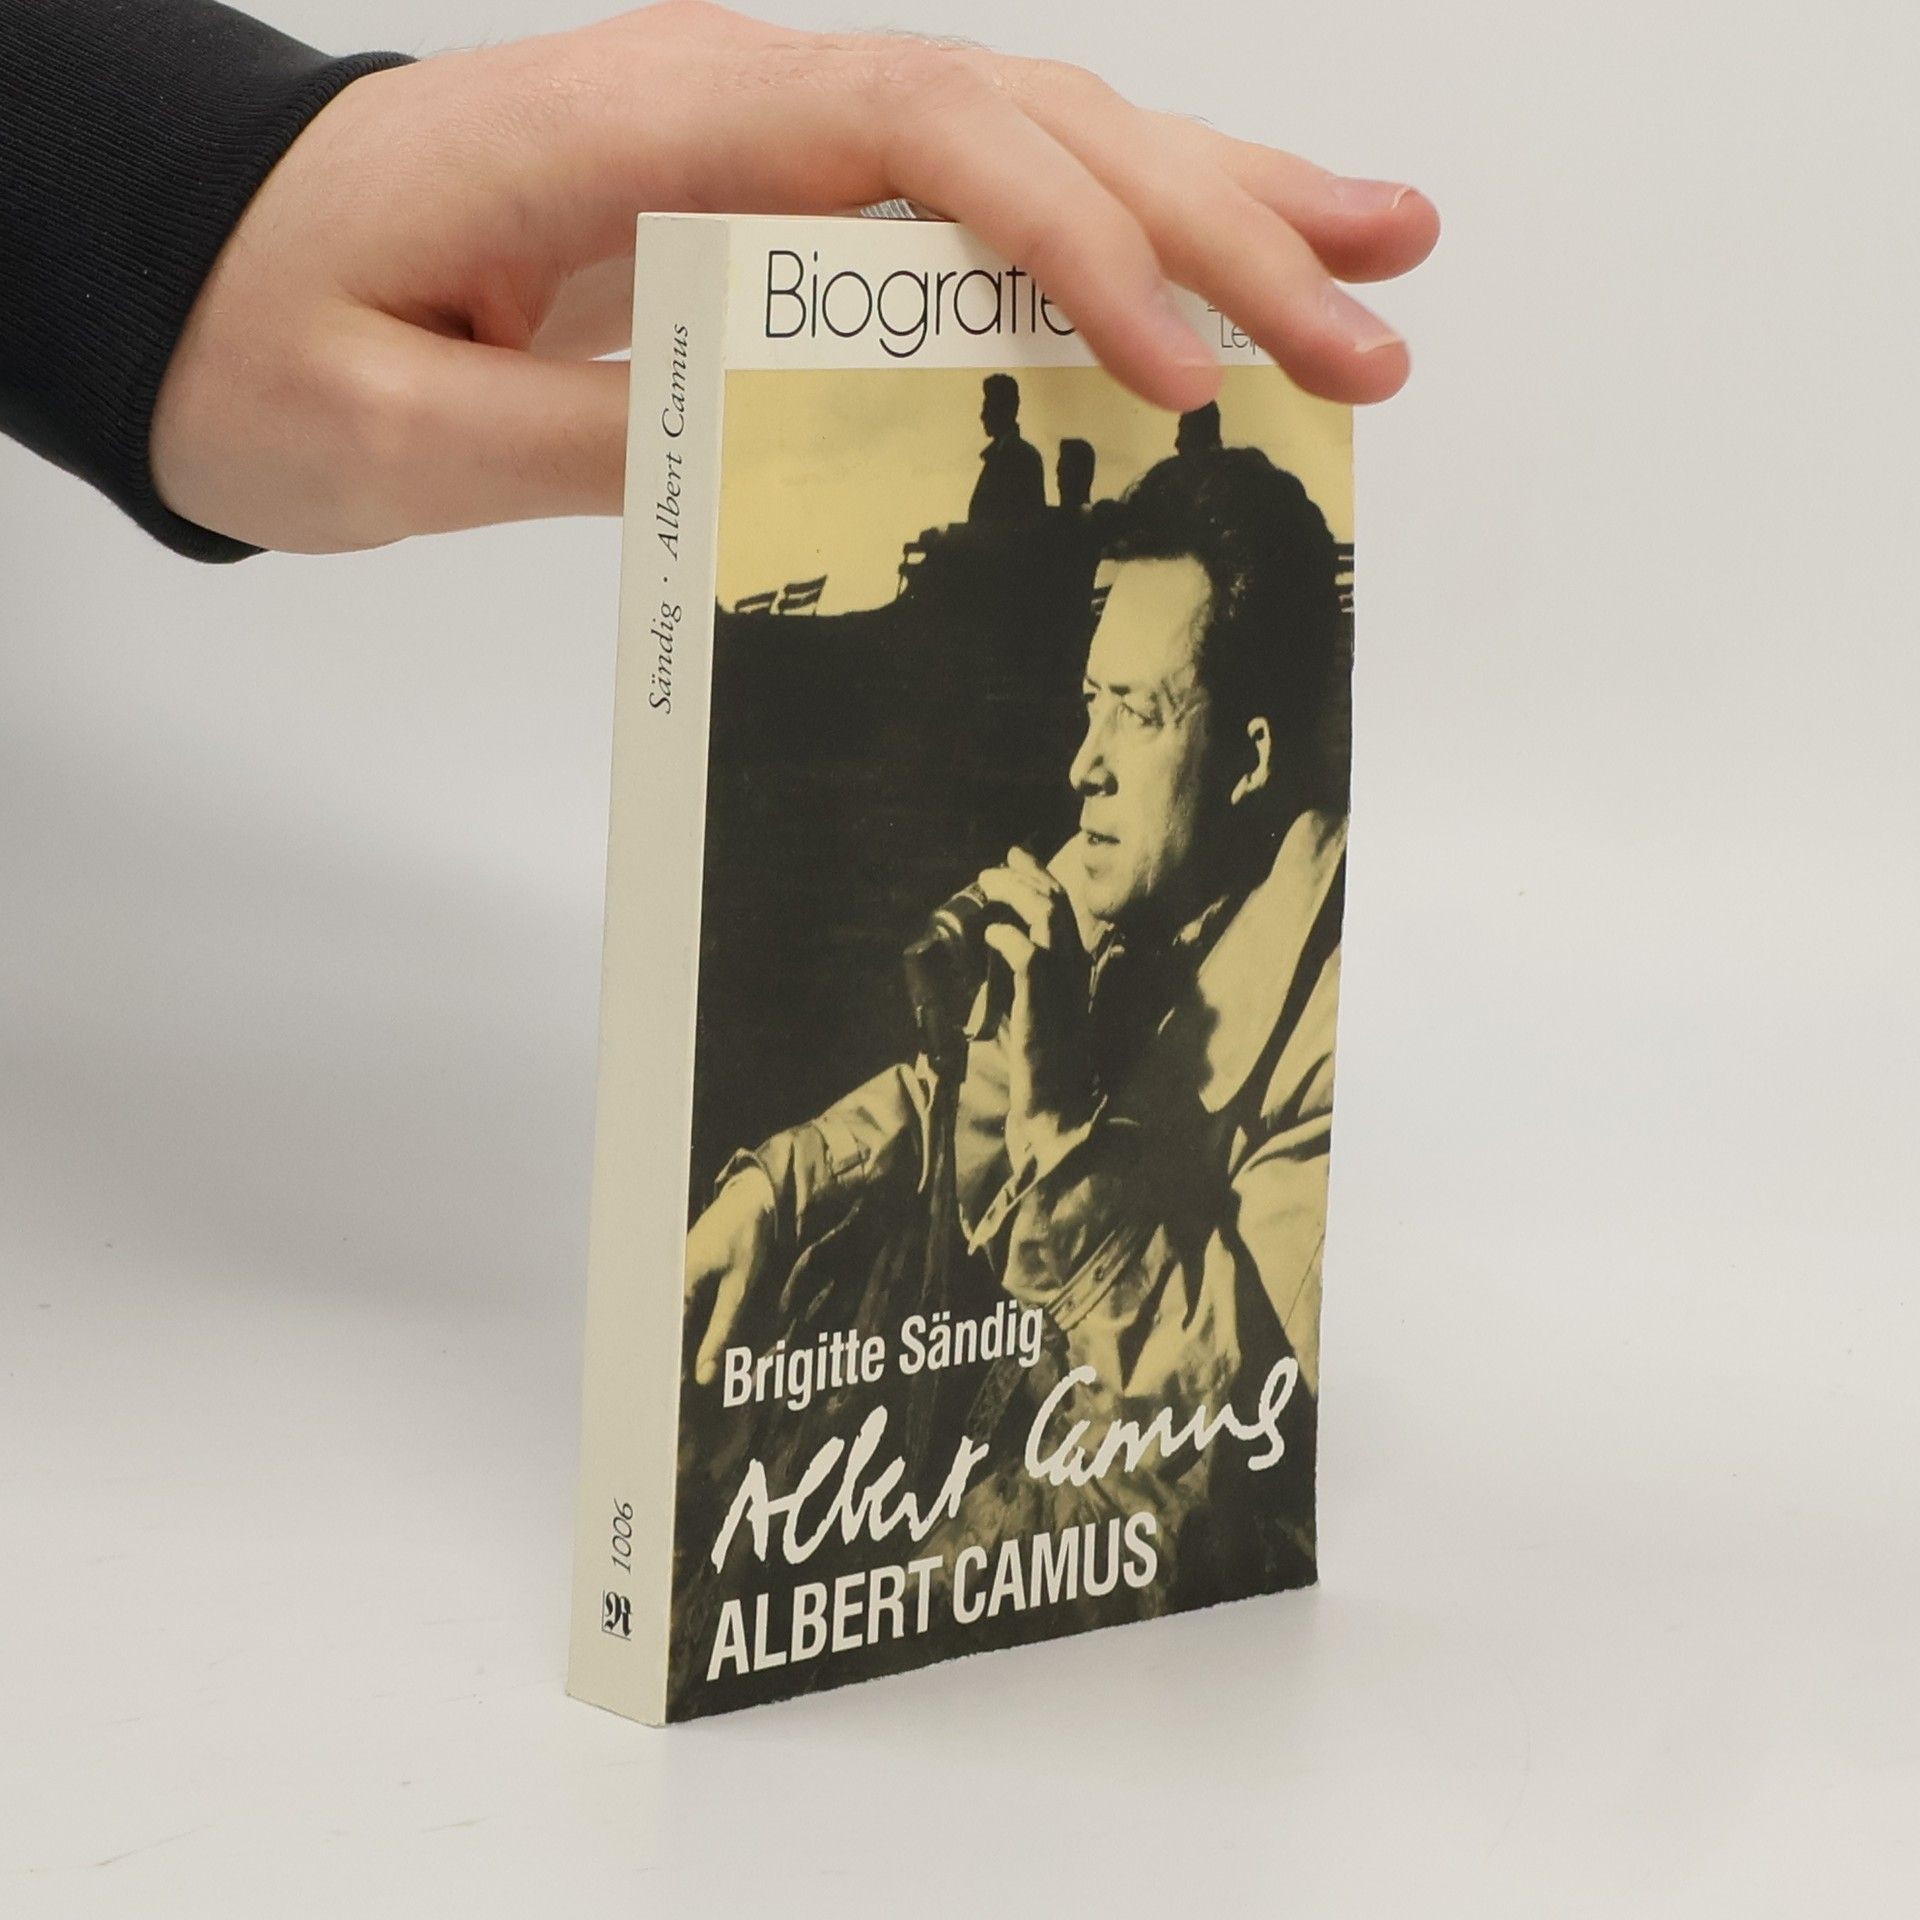 Biografie
Sändig · Albert Camus
Brigitte Sändig
Albert Camus
ALBERT CAMUS
1006